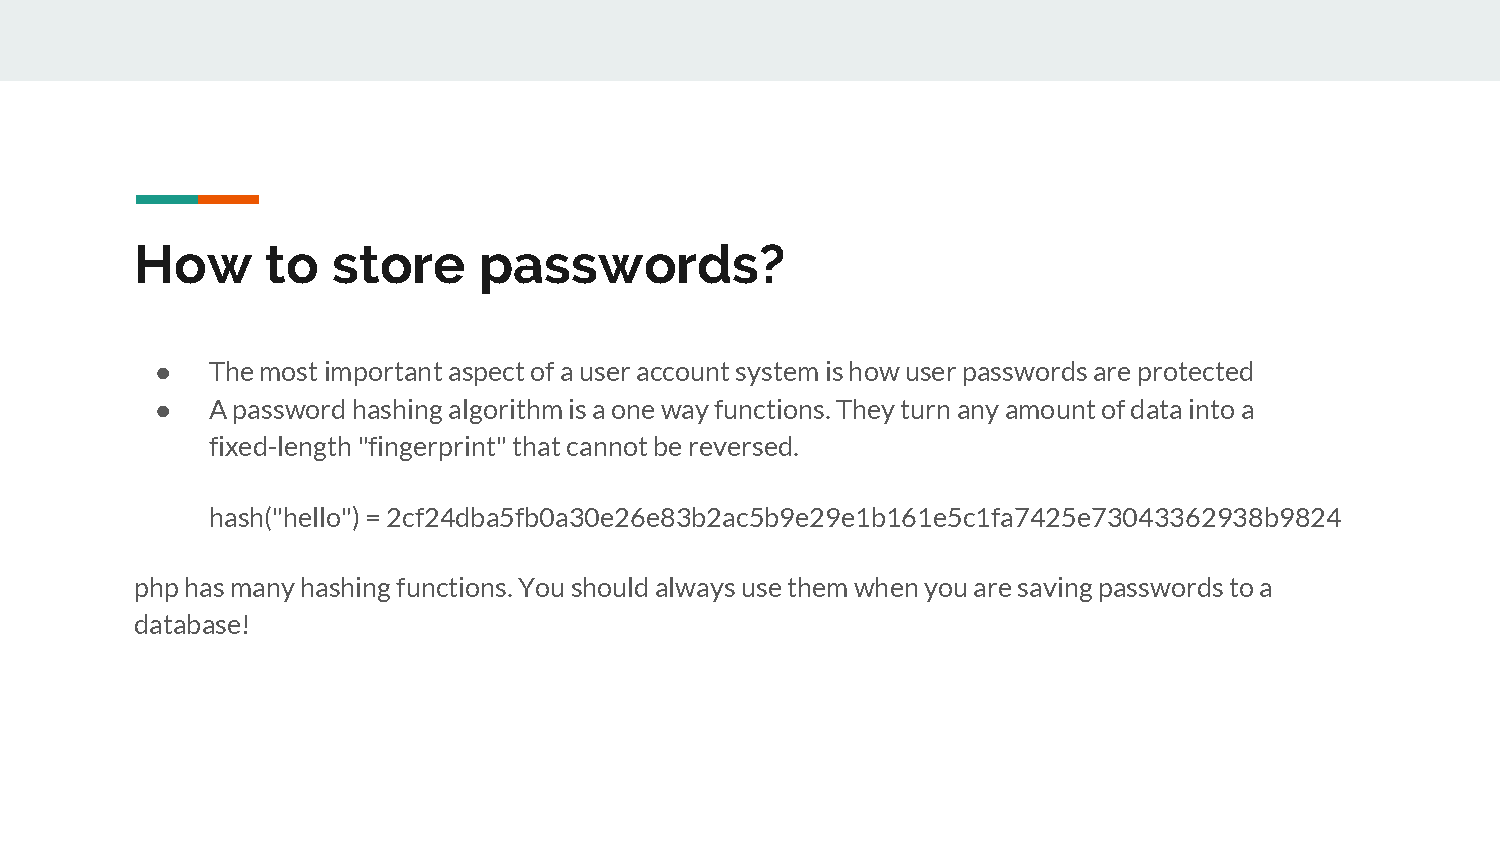 How to store passwords?
● The most important aspect of a user account system is how user passwords are protected
● A password hashing algorithm is a one way functions. They turn any amount of data into a
fixed-length "fingerprint" that cannot be reversed.
hash("hello") = 2cf24dba5fb0a30e26e83b2ac5b9e29e1b161e5c1fa7425e73043362938b9824
php has many hashing functions. You should always use them when you are saving passwords to a
database!